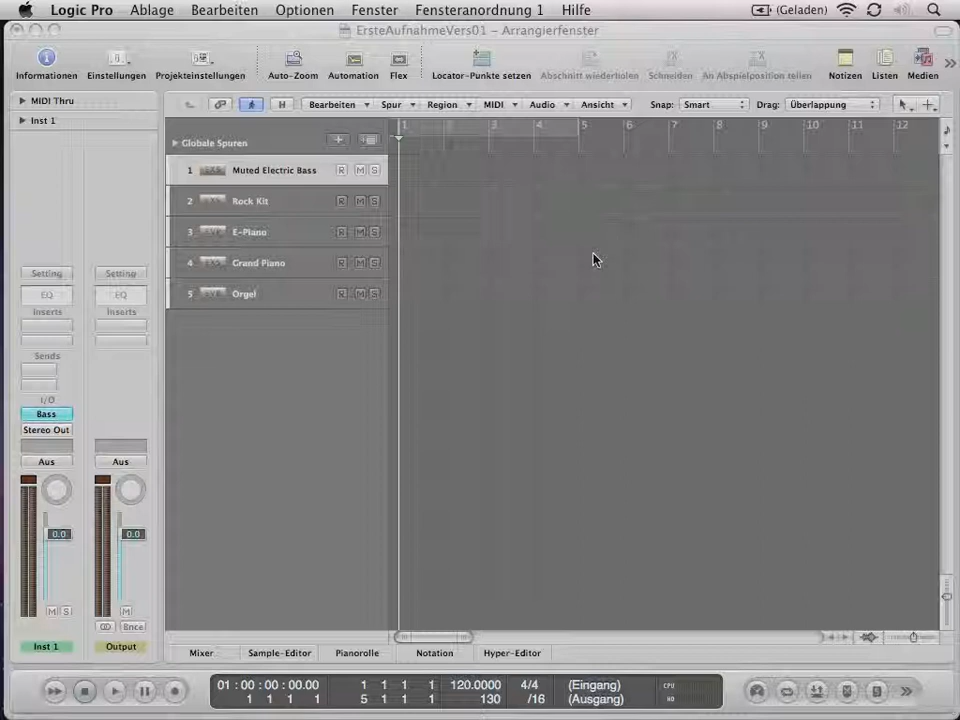 Logic Pro Ablage Bearbeiten Optionen Fenster Fensteranordnung 1 Hilfe (Geladen)
ErsteAufnahmeVers01 – Arrangierfenster
Informationen Einstellungen Projekteinstellungen Auto-Zoom Automation Flex Locator-Punkte setzen Abschnitt wiederholen Schneiden An Abspielposition teilen Notizen Listen Medien
MIDI Thru
H Bearbeiten Spur Region MIDI Audio Ansicht Snap: Smart Drag: Überlappung
Inst 1
1 2 3 4 5 6 7 8 9 10 11 12
Globale Spuren
1 Muted Electric Bass R M S
2 Rock Kit R M S
3 E-Piano R M S
4 Grand Piano R M S
5 Orgel R M S
Setting Setting
EQ EQ
Inserts Inserts
Sends
I/O
Bass
Stereo Out
Aus Aus
0.0 0.0
M S M
Bnce
Inst 1 Output
Mixer Sample-Editor Pianorolle Notation Hyper-Editor
01 : 00 : 00 : 00.00 1 1 1 1 120.0000 4/4 (Eingang) CPU
1 1 1 1 5 1 1 1 130 /16 (Ausgang) HD